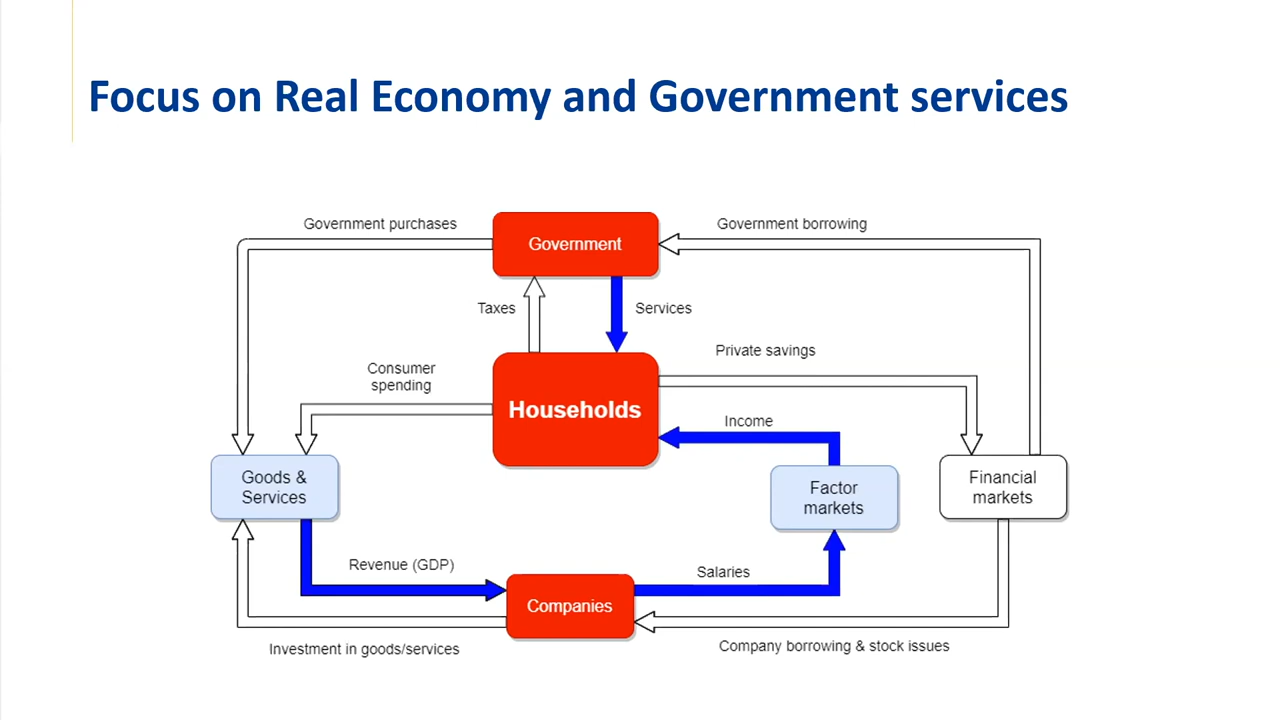 Focus on Real Economy and Government services
Government purchases
Government
Government borrowing
Taxes
Services
Private savings
Consumer
spending
Households
Income
Goods &
Services
Factor
markets
Financial
markets
Revenue (GDP)
Salaries
Companies
Investment in goods/services
Company borrowing & stock issues